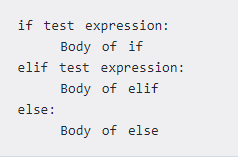 if test expression:
    Body of if
elif test expression:
    Body of elif
else:
    Body of else